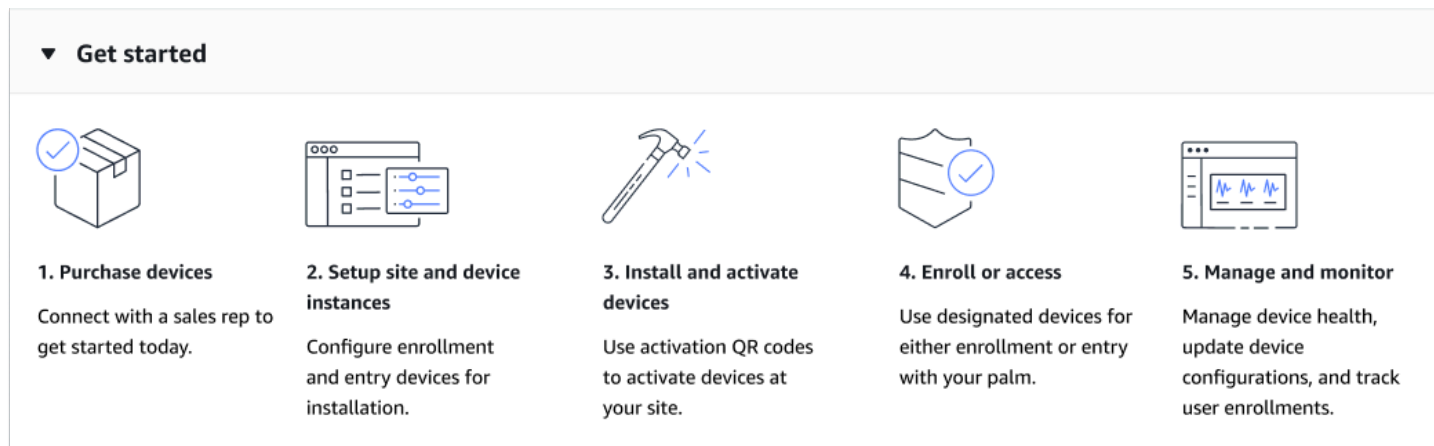 Get started
1. Purchase devices
Connect with a sales rep to
get started today.
2. Setup site and device
instances
Configure enrollment
and entry devices for
installation.
3. Install and activate
devices
Use activation QR codes
to activate devices at
your site.
4. Enroll or access
Use designated devices for
either enrollment or entry
with your palm.
5. Manage and monitor
Manage device health,
update device
configurations, and track
user enrollments.